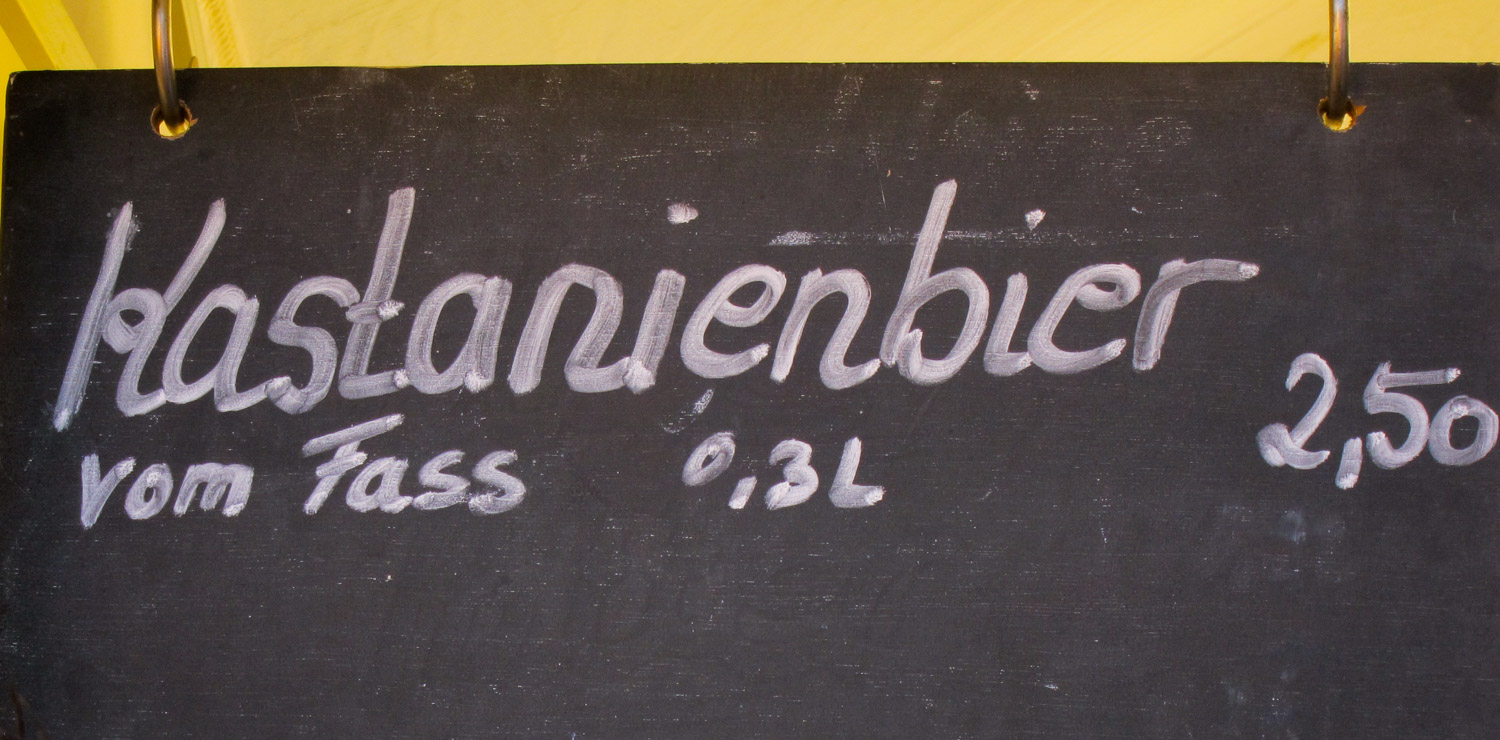 Kastanienbier
2,50
vom Fass 0,3L